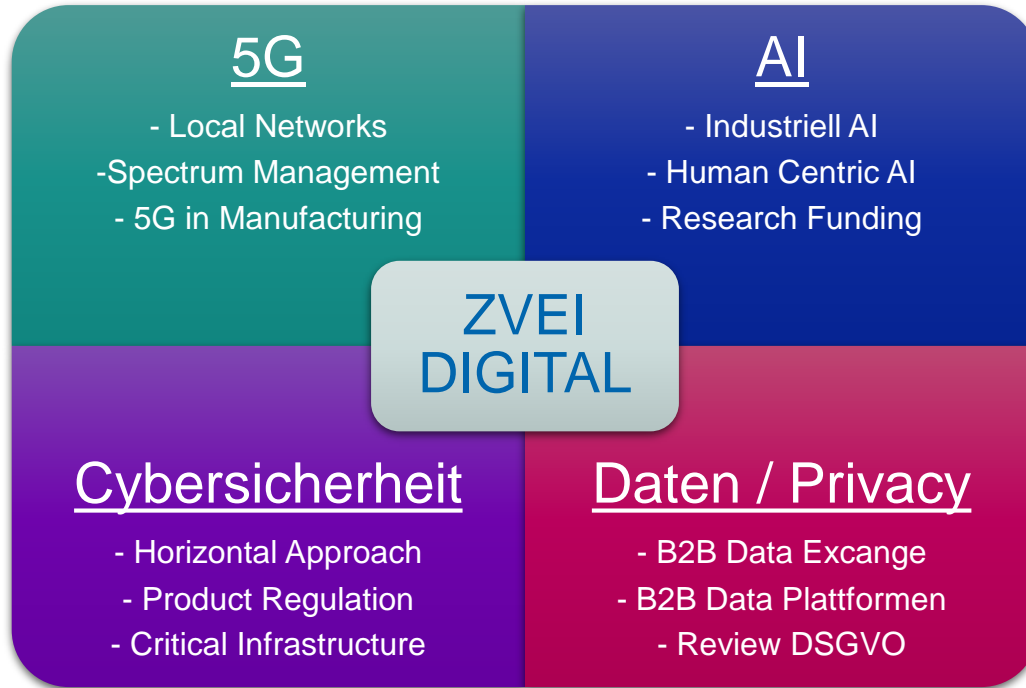 5G
- Local Networks
-Spectrum Management
- 5G in Manufacturing
AI
- Industriell AI
- Human Centric AI
- Research Funding
ZVEI
DIGITAL
Cybersicherheit
- Horizontal Approach
- Product Regulation
- Critical Infrastructure
Daten / Privacy
- B2B Data Excange
- B2B Data Plattformen
- Review DSGVO